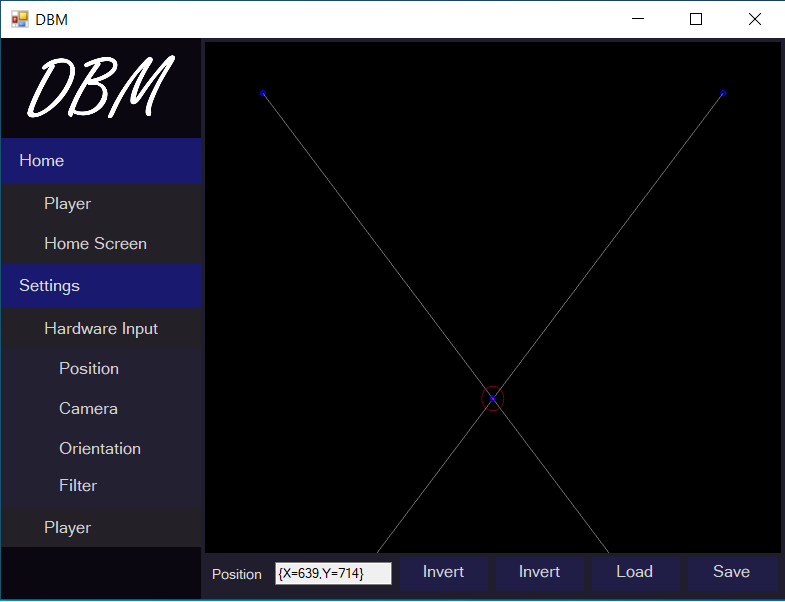 DBM
DBM
Home
Player
Home Screen
Settings
Hardware Input
Position
Camera
Orientation
Filter
Player
Position {X=639,Y=714} Invert Invert Load Save